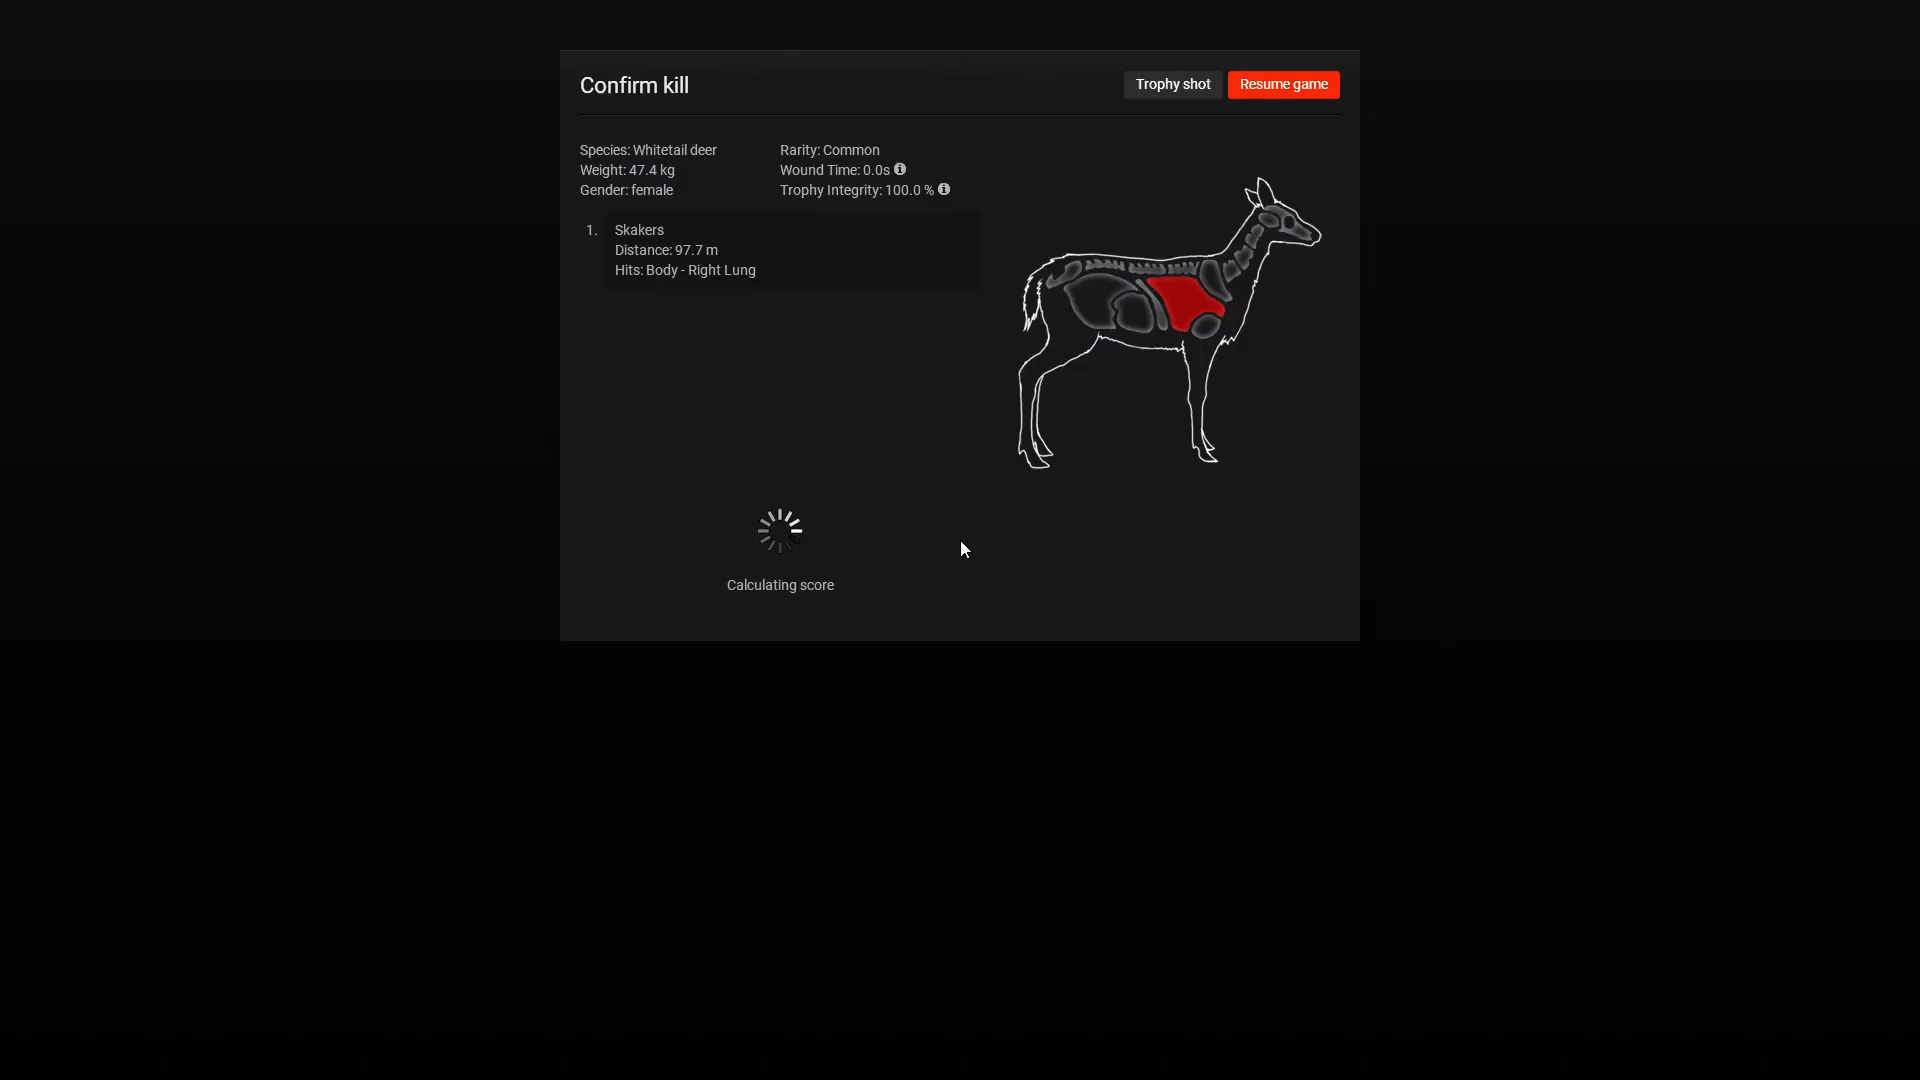 Confirm kill
Trophy shot
Resume game
Species: Whitetail deer
Weight: 47.4 kg
Gender: female
Rarity: Common
Wound Time: 0.0s
Trophy Integrity: 100.0 %
1. Skakers
Distance: 97.7 m
Hits: Body - Right Lung
Calculating score